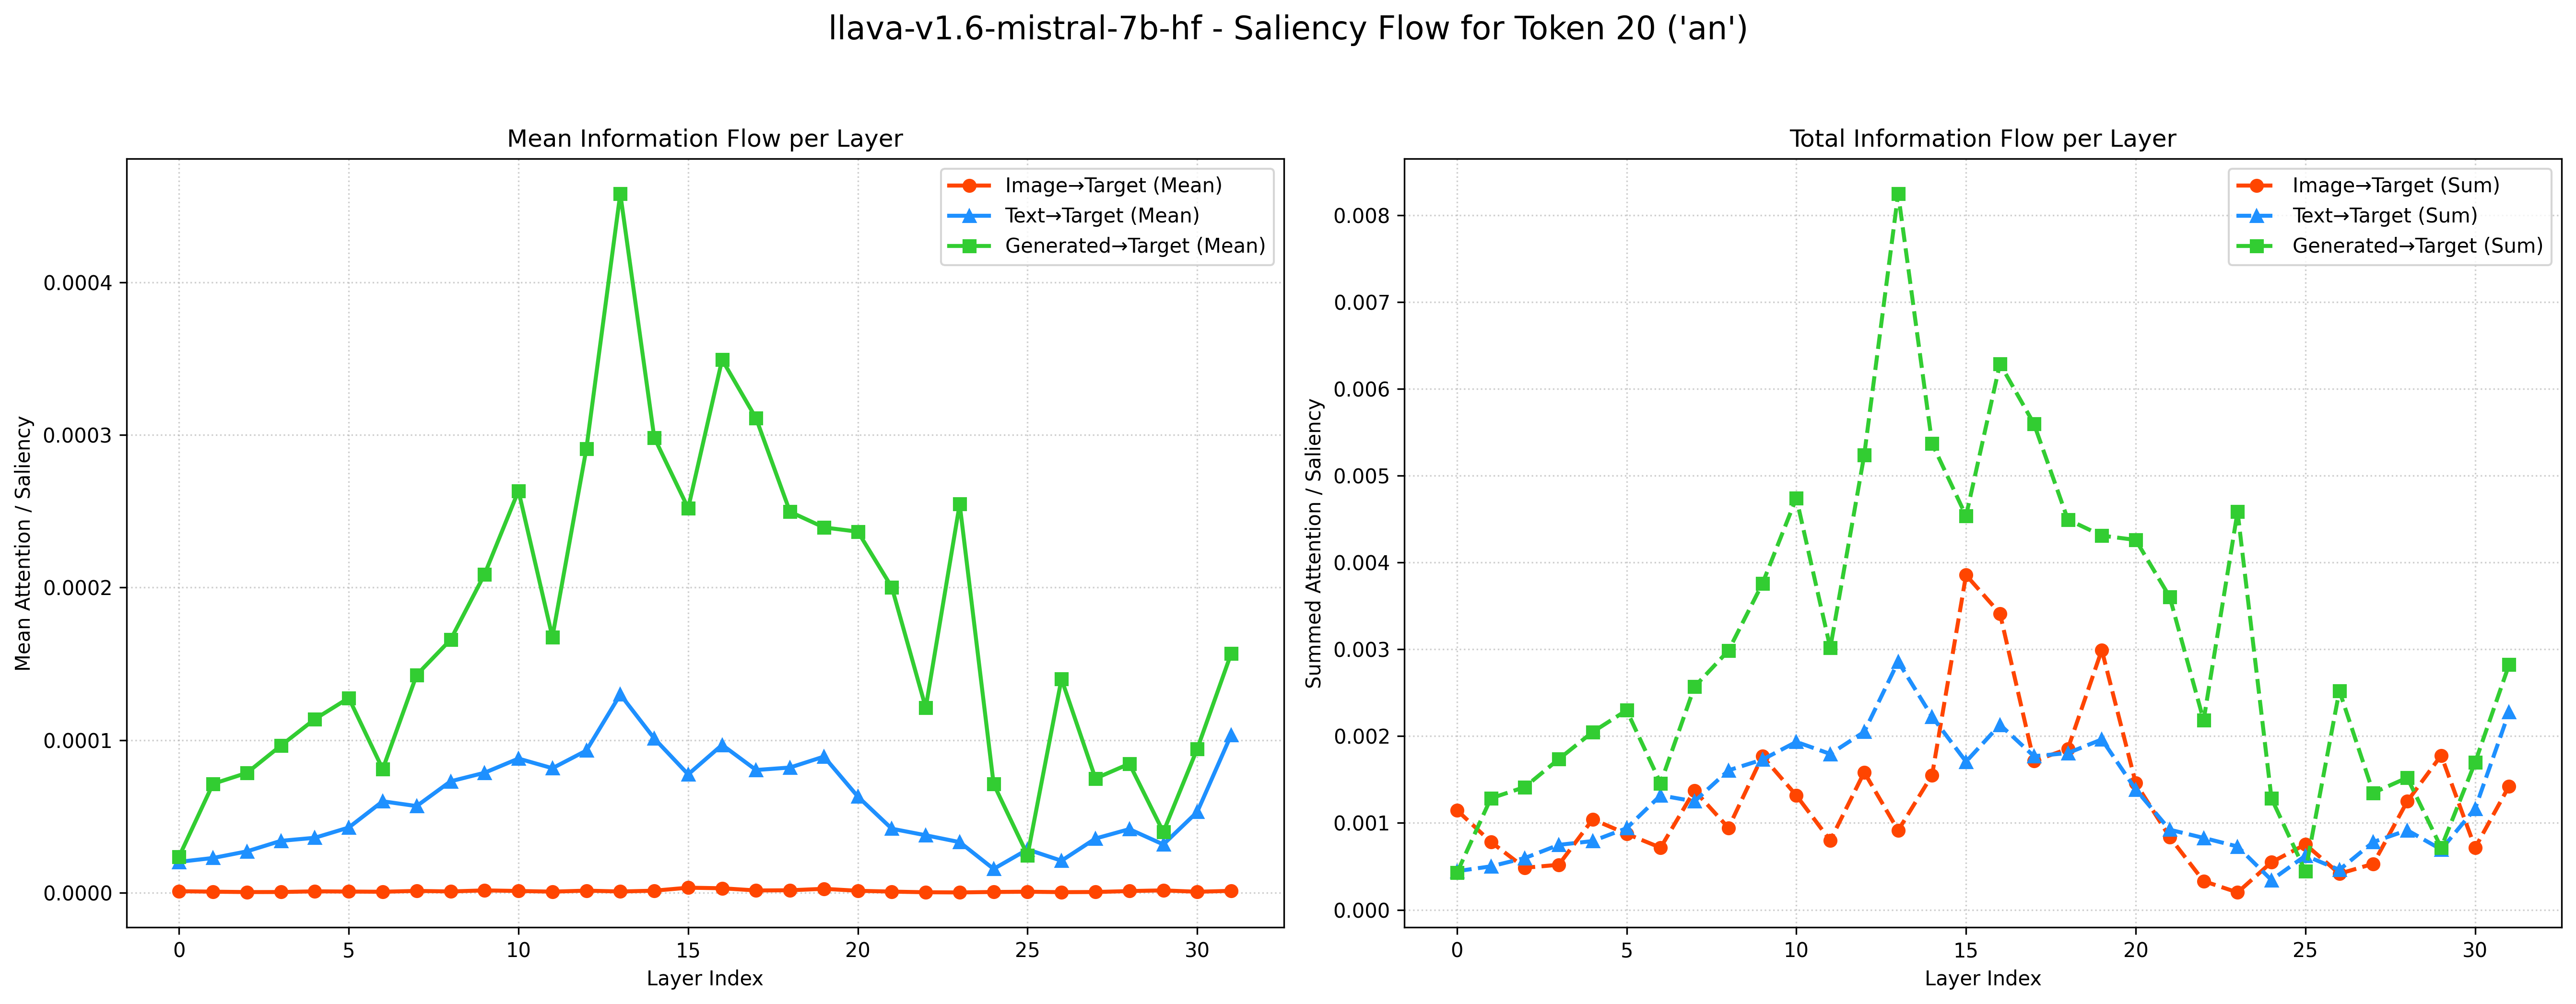 llava-v1.6-mistral-7b-hf - Saliency Flow for Token 20 ('an')
Mean Information Flow per Layer
Image→Target (Mean)
Text→Target (Mean)
Generated→Target (Mean)
Mean Attention / Saliency
0.0004
0.0003
0.0002
0.0001
0.0000
0 5 10 15 20 25 30
Layer Index
Total Information Flow per Layer
Image→Target (Sum)
Text→Target (Sum)
Generated→Target (Sum)
Summed Attention / Saliency
0.008
0.007
0.006
0.005
0.004
0.003
0.002
0.001
0.000
0 5 10 15 20 25 30
Layer Index